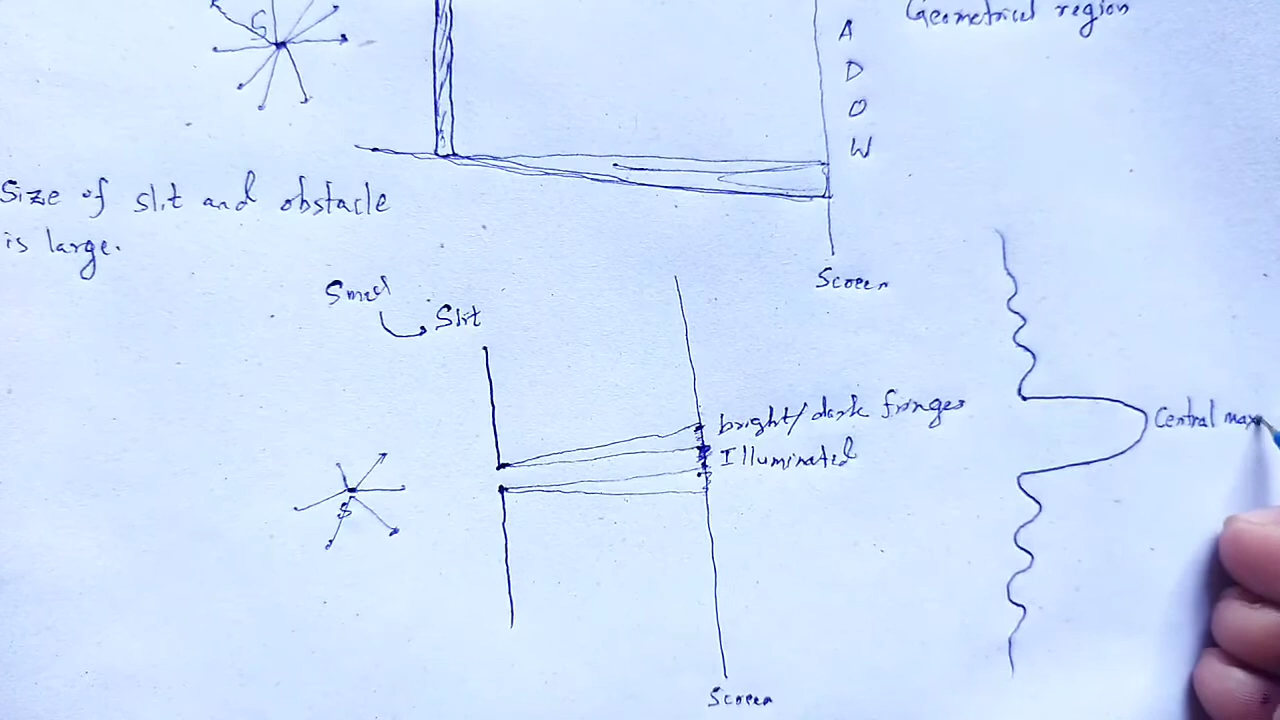 S
A
D
O
W
Geometrical region
Size of slit and obstacle
is large.
Screen
Small
Slit
bright/dark fringes
Illuminated
S
Screen
Central max